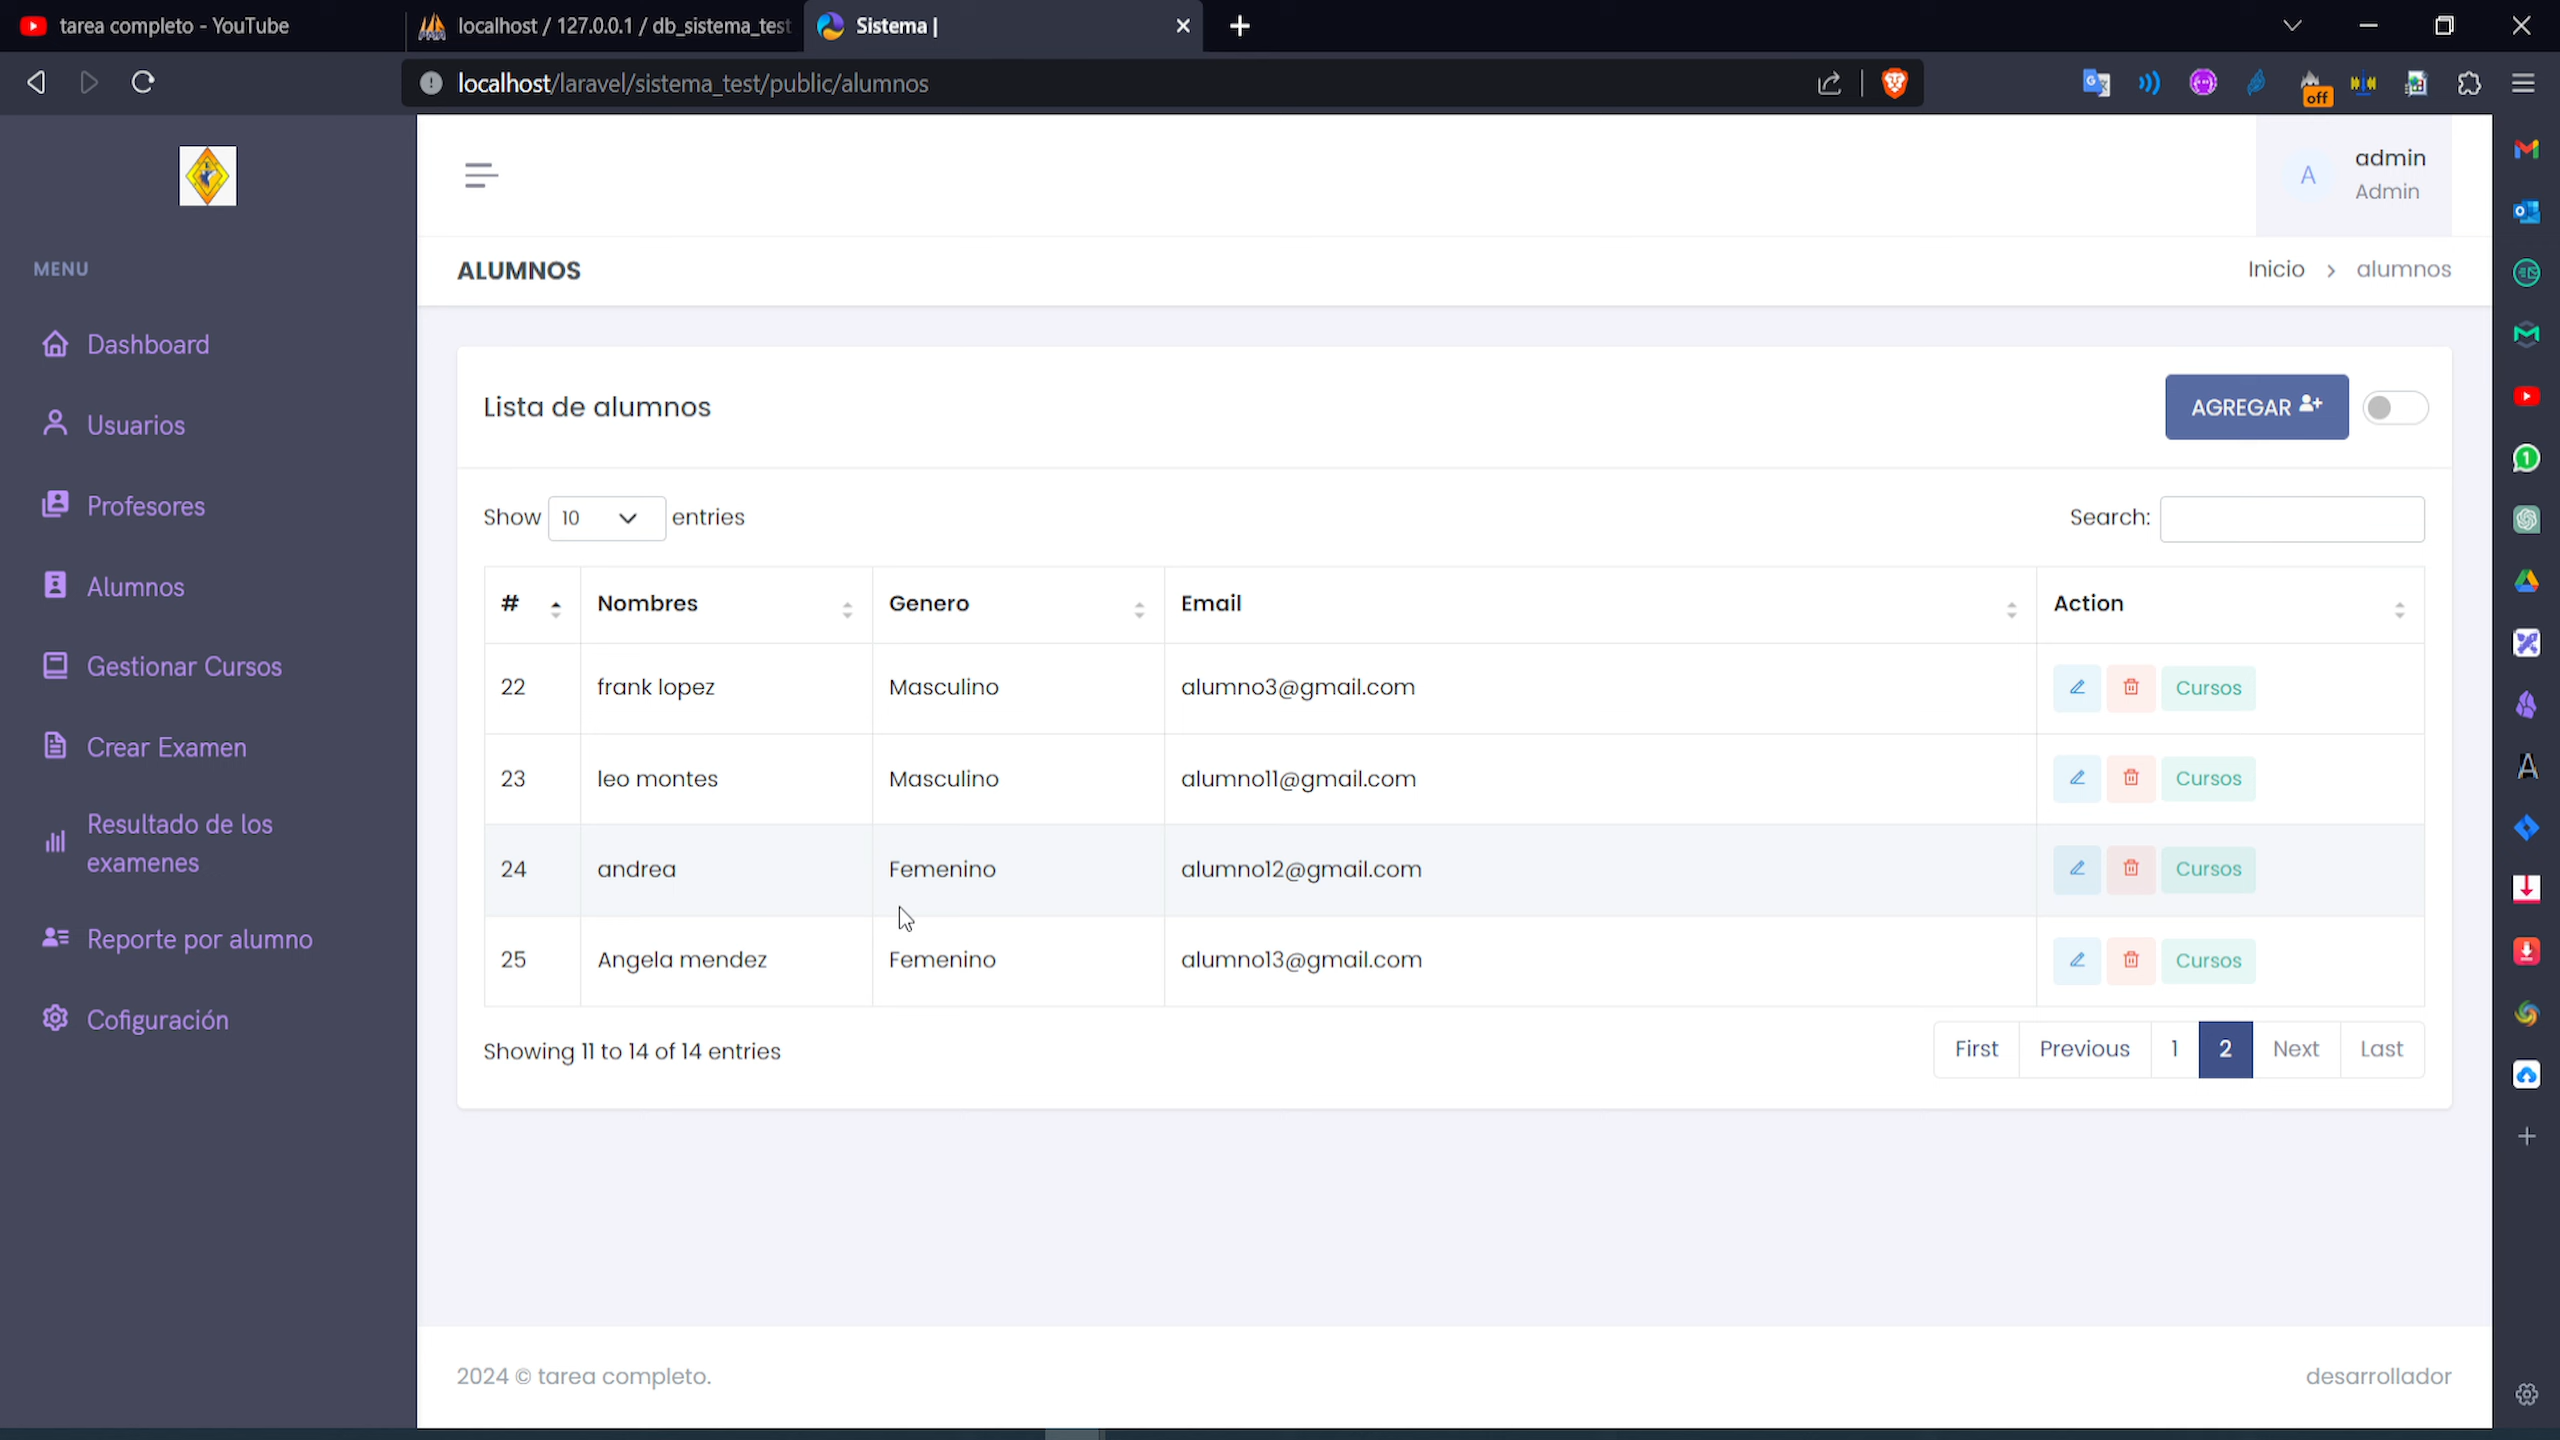 tarea completo - YouTube
localhost / 127.0.0.1 / db_sistema_test
Sistema |
localhost/laravel/sistema_test/public/alumnos
off
A
admin
Admin
MENU
Dashboard
Usuarios
Profesores
Alumnos
Gestionar Cursos
Crear Examen
Resultado de los
examenes
Reporte por alumno
Cofiguración
ALUMNOS
Inicio > alumnos
Lista de alumnos
AGREGAR
Show 10 entries
Search:
# Nombres Genero Email Action
22 frank lopez Masculino alumno3@gmail.com Cursos
23 leo montes Masculino alumno11@gmail.com Cursos
24 andrea Femenino alumno12@gmail.com Cursos
25 Angela mendez Femenino alumno13@gmail.com Cursos
Showing 11 to 14 of 14 entries
First Previous 1 2 Next Last
2024 © tarea completo.
desarrollador